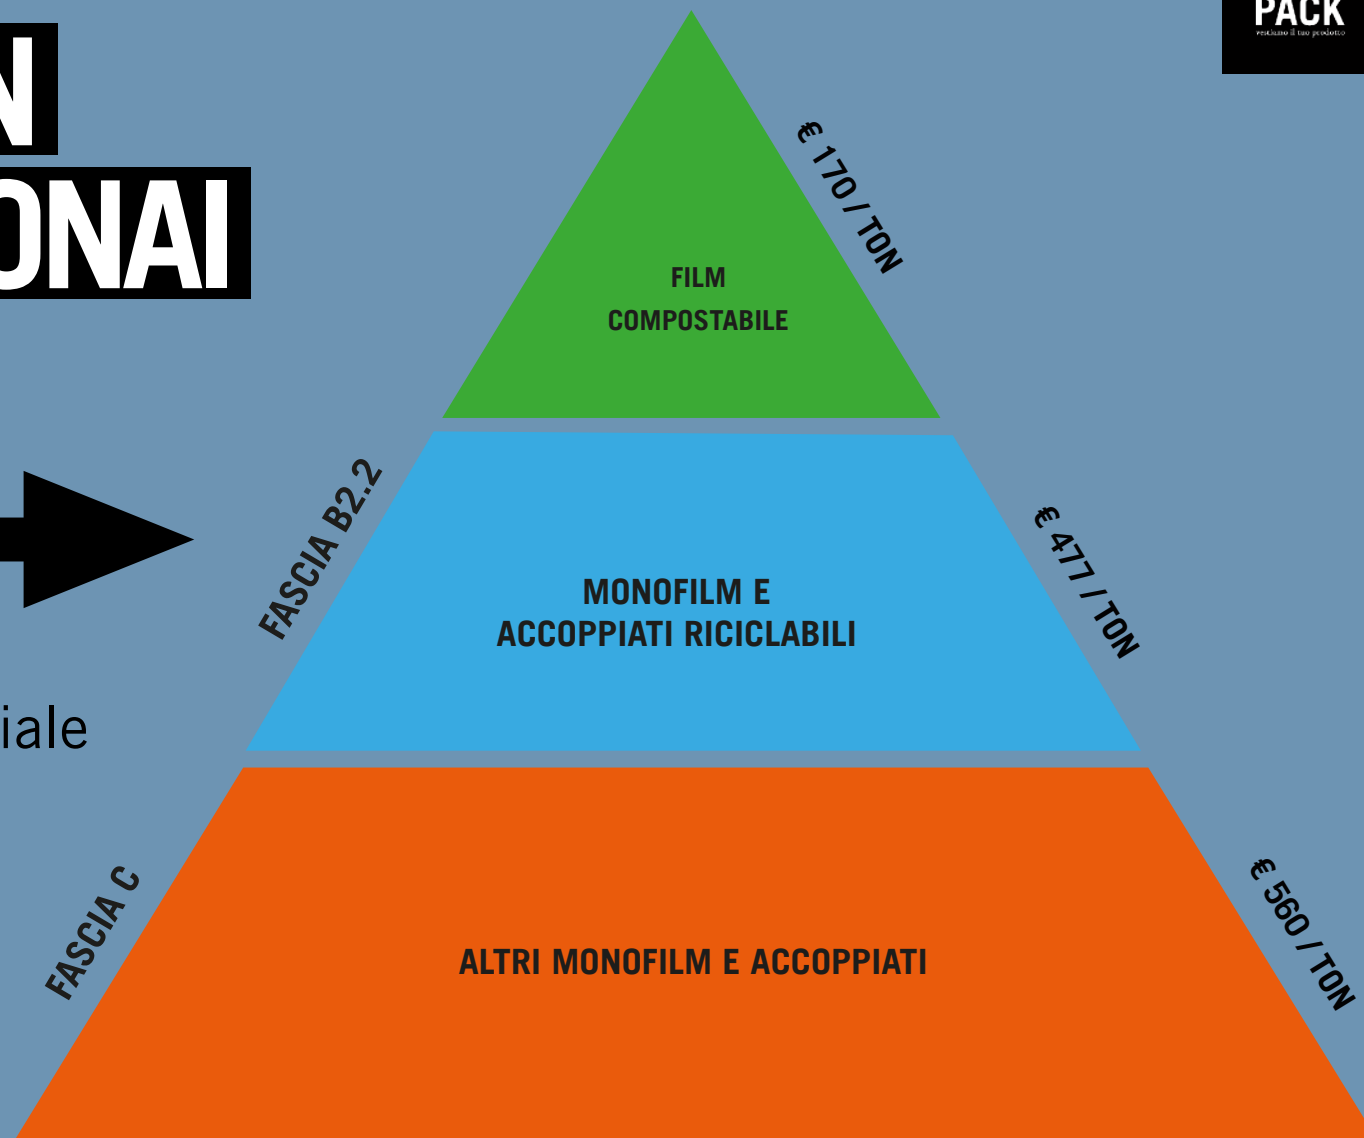 PACK
vestiamo il tuo prodotto
N
ONAI
€ 170 / TON
FILM
COMPOSTABILE
FASCIA B2.2
€ 477 / TON
MONOFILM E
ACCOPPIATI RICICLABILI
iale
FASCIA C
€ 560 / TON
ALTRI MONOFILM E ACCOPPIATI